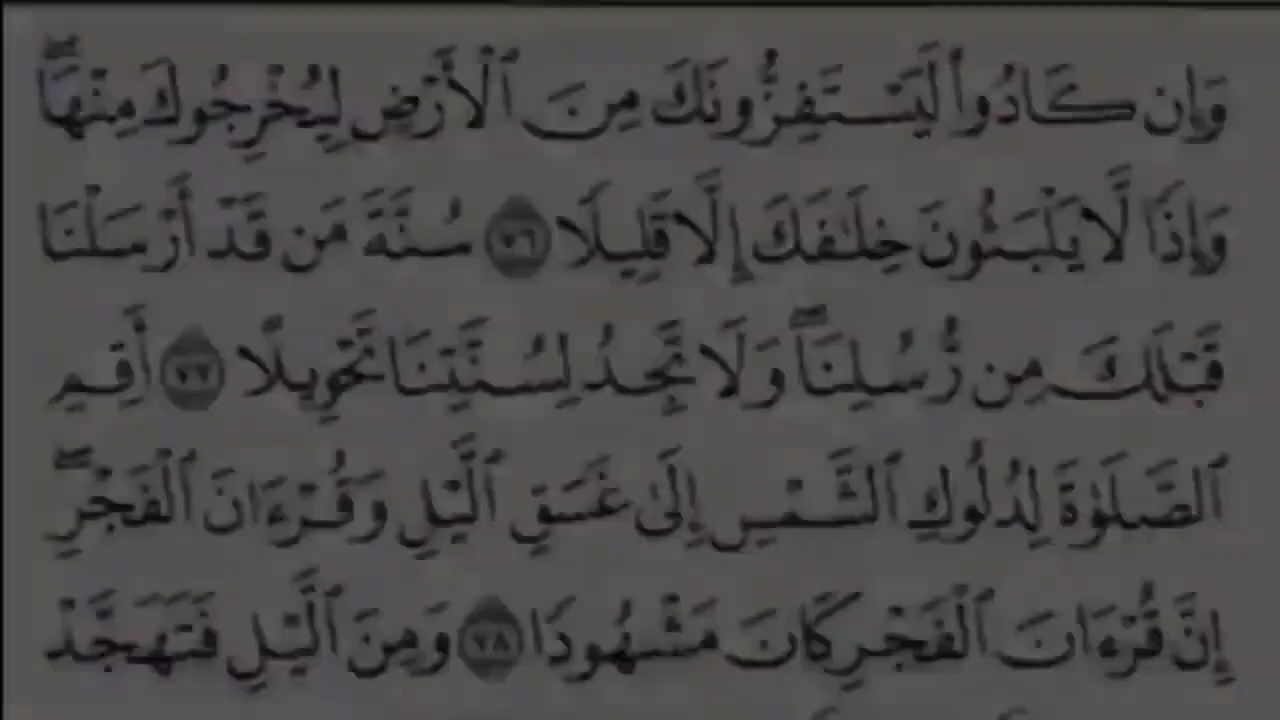 وَإِن كَادُوا۟ لَيَسْتَفِزُّونَكَ مِنَ ٱلْأَرْضِ لِيُخْرِجُوكَ مِنْهَا ۖ
وَإِذًا لَّا يَلْبَثُونَ خِلَٰفَكَ إِلَّا قَلِيلًا ٧٦ سُنَّةَ مَن قَدْ أَرْسَلْنَا
قَبْلَكَ مِن رُّسُلِنَا ۖ وَلَا تَجِدُ لِسُنَّتِنَا تَحْوِيلًا ٧٧ أَقِمِ
ٱلصَّلَوٰةَ لِدُلُوكِ ٱلشَّمْسِ إِلَىٰ غَسَقِ ٱلَّيْلِ وَقُرْءَانَ ٱلْفَجْرِ ۖ
إِنَّ قُرْءَانَ ٱلْفَجْرِ كَانَ مَشْهُودًا ٧٨ وَمِنَ ٱلَّيْلِ فَتَهَجَّدْ